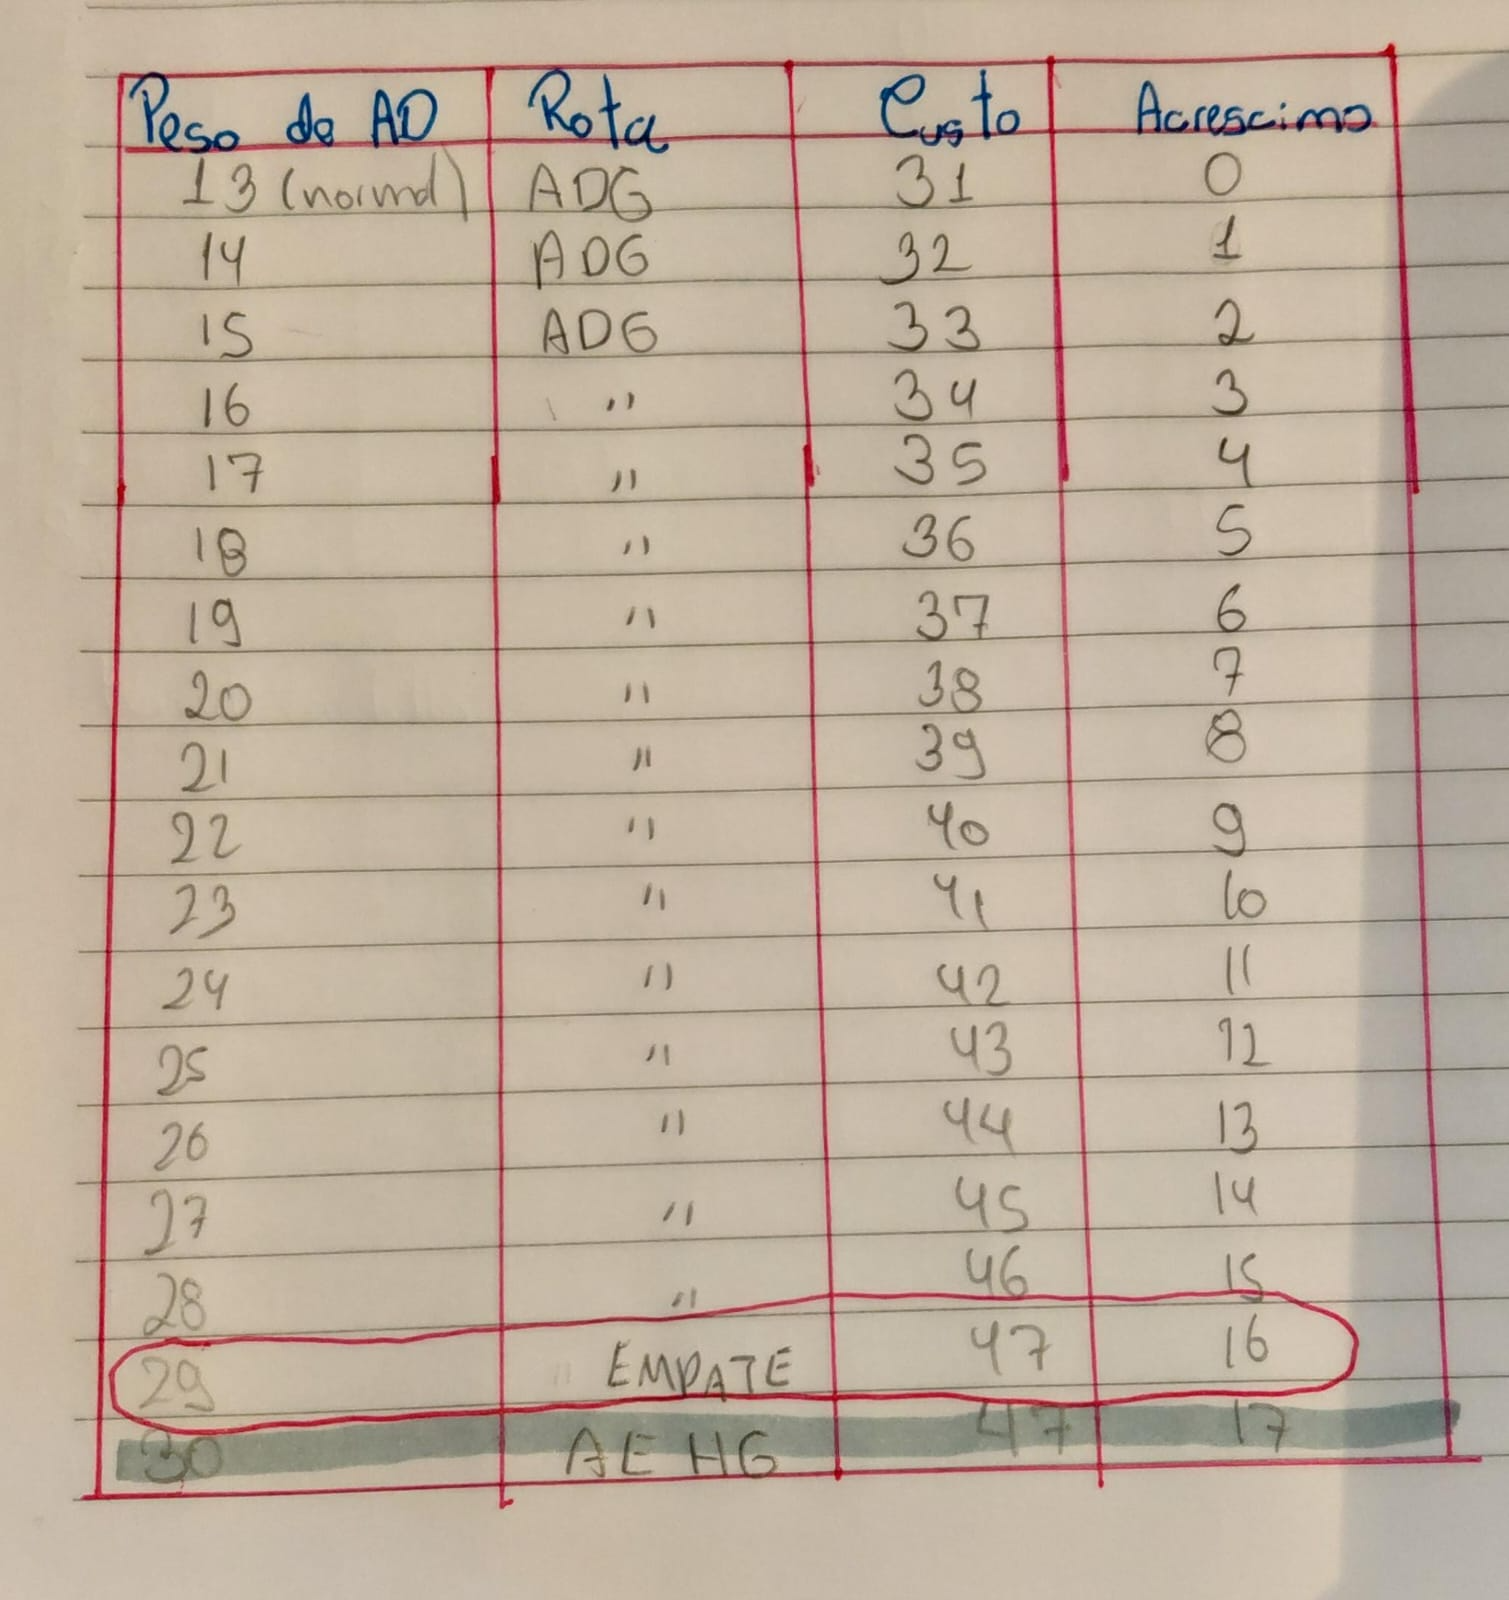 Peso de AD Rota Custo Acrescimo
13 (normal) ADG 31 0
14 ADG 32 1
15 ADG 33 2
16 " 34 3
17 " 35 4
18 " 36 5
19 " 37 6
20 " 38 7
21 " 39 8
22 " 40 9
23 " 41 10
24 " 42 11
25 " 43 12
26 " 44 13
27 " 45 14
28 " 46 15
29 EMPATE 47 16
30 AEHG 47 17